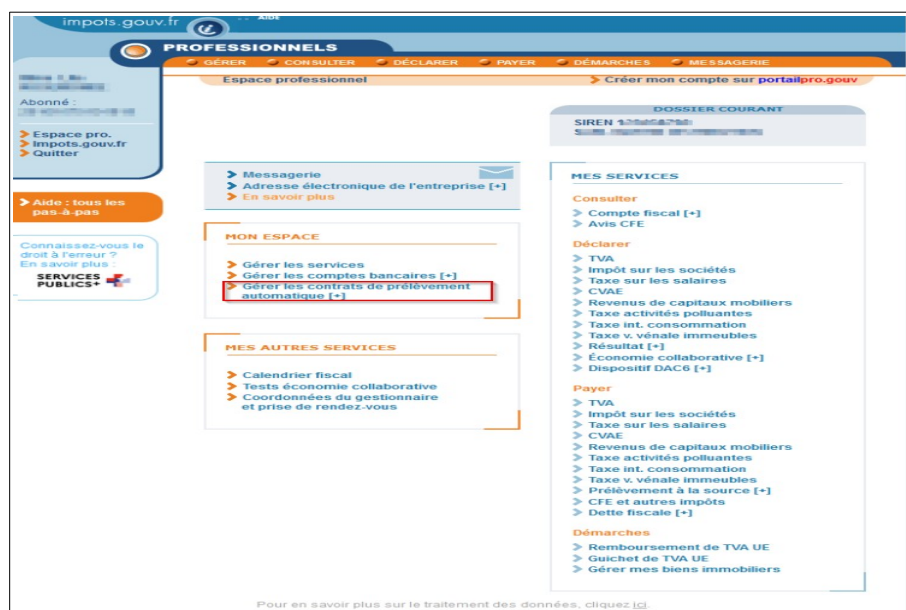 impots.gouv.fr
AIDE
PROFESSIONNELS
GÉRER CONSULTER DÉCLARER PAYER DÉMARCHES MESSAGERIE
Espace professionnel
Créer mon compte sur portailpro.gouv
Abonné :
Espace pro.
Impots.gouv.fr
Quitter
Aide : tous les
pas-à-pas
Connaissez-vous le
droit à l'erreur ?
En savoir plus :
SERVICES
PUBLICS+
Messagerie
Adresse électronique de l'entreprise [+]
En savoir plus
MON ESPACE
Gérer les services
Gérer les comptes bancaires [+]
Gérer les contrats de prélèvement
automatique [+]
MES AUTRES SERVICES
Calendrier fiscal
Tests économie collaborative
Coordonnées du gestionnaire
et prise de rendez-vous
DOSSIER COURANT
SIREN
MES SERVICES
Consulter
Compte fiscal [+]
Avis CFE
Déclarer
TVA
Impôt sur les sociétés
Taxe sur les salaires
CVAE
Revenus de capitaux mobiliers
Taxe activités polluantes
Taxe int. consommation
Taxe v. vénale immeubles
Résultat [+]
Économie collaborative [+]
Dispositif DAC6 [+]
Payer
TVA
Impôt sur les sociétés
Taxe sur les salaires
CVAE
Revenus de capitaux mobiliers
Taxe activités polluantes
Taxe int. consommation
Taxe v. vénale immeubles
Prélèvement à la source [+]
CFE et autres impôts
Dette fiscale [+]
Démarches
Remboursement de TVA UE
Guichet de TVA UE
Gérer mes biens immobiliers
Pour en savoir plus sur le traitement des données, cliquez ici.